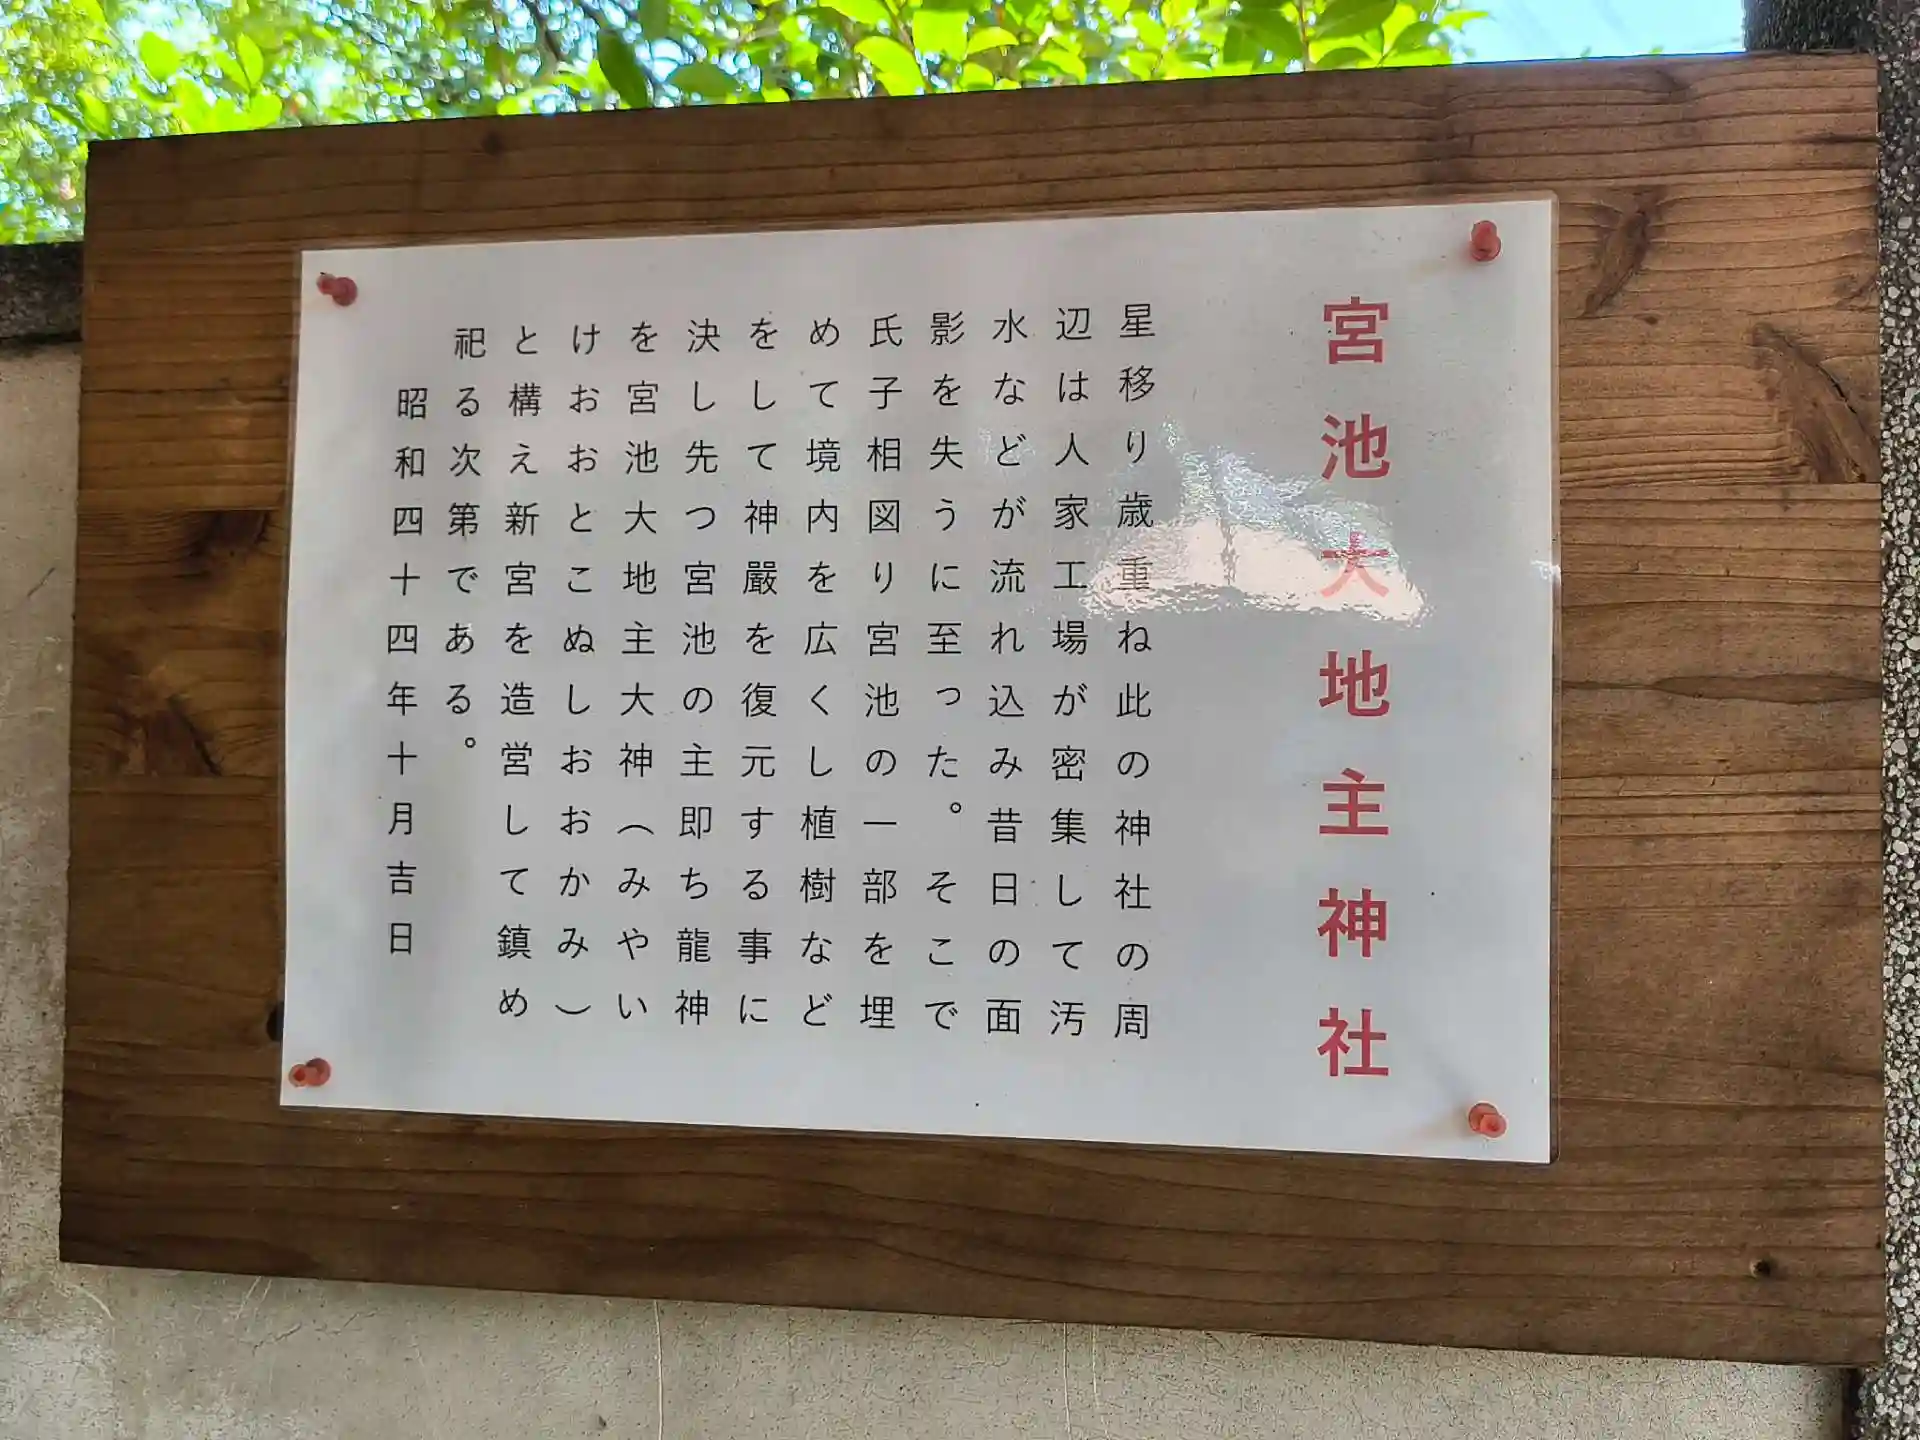 宮池大地主神社
星移り歳重ね此の神社の周
辺は人家工場が密集して汚
水などが流れ込み昔日の面
影を失うに至った。そこで
氏子相図り宮池の一部を埋
めて境内を広くし植樹など
をして神厳を復元する事に
決し先つ宮池の主即ち龍神
を宮池大地主大神（みやい
けおおとこぬしおおかみ）
と構え新宮を造営して鎮め
祀る次第である。
昭和四十四年十月吉日